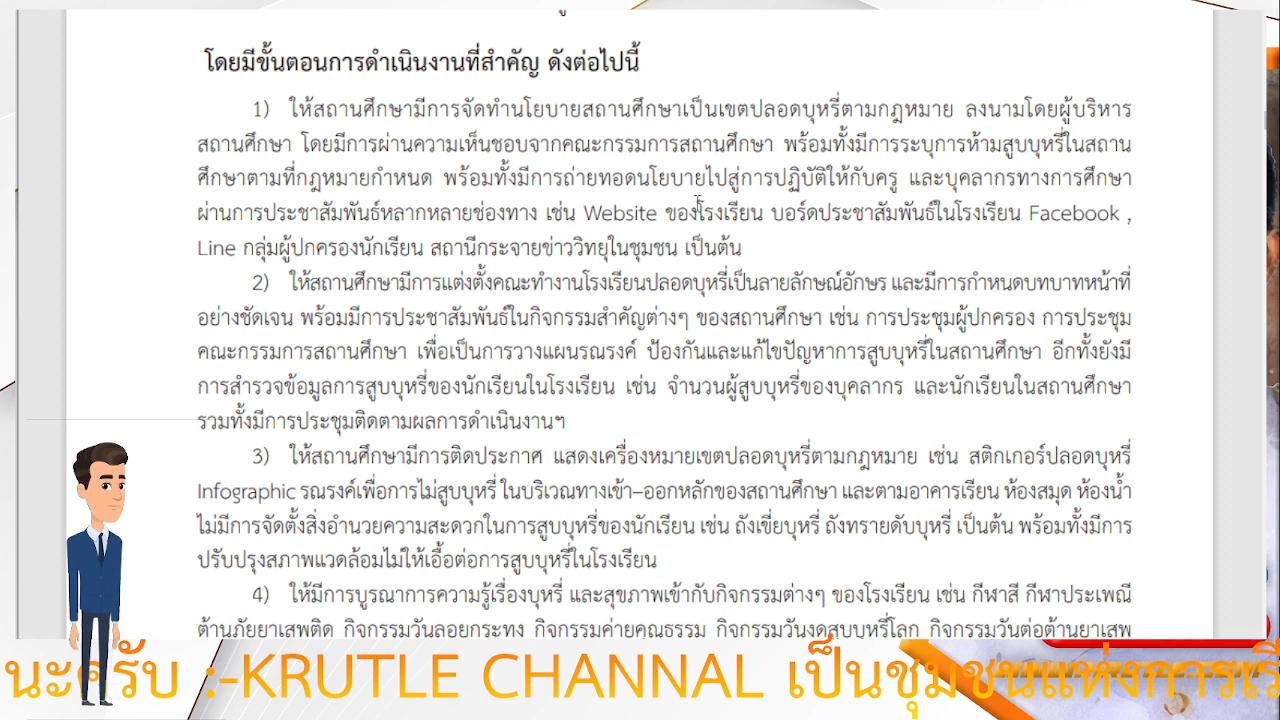 โดยมีขั้นตอนการดำเนินงานที่สำคัญ ดังต่อไปนี้
1) ให้สถานศึกษามีการจัดทำนโยบายสถานศึกษาเป็นเขตปลอดบุหรี่ตามกฎหมาย ลงนามโดยผู้บริหาร
สถานศึกษา โดยมีการผ่านความเห็นชอบจากคณะกรรมการสถานศึกษา พร้อมทั้งมีการระบุการห้ามสูบบุหรี่ในสถาน
ศึกษาตามที่กฎหมายกำหนด พร้อมทั้งมีการถ่ายทอดนโยบายไปสู่การปฏิบัติให้กับครู และบุคลากรทางการศึกษา
ผ่านการประชาสัมพันธ์หลากหลายช่องทาง เช่น Website ของโรงเรียน บอร์ดประชาสัมพันธ์ในโรงเรียน Facebook ,
Line กลุ่มผู้ปกครองนักเรียน สถานีกระจายข่าววิทยุในชุมชน เป็นต้น
2) ให้สถานศึกษามีการแต่งตั้งคณะทำงานโรงเรียนปลอดบุหรี่เป็นลายลักษณ์อักษร และมีการกำหนดบทบาทหน้าที่
อย่างชัดเจน พร้อมมีการประชาสัมพันธ์ในกิจกรรมสำคัญต่างๆ ของสถานศึกษา เช่น การประชุมผู้ปกครอง การประชุม
คณะกรรมการสถานศึกษา เพื่อเป็นการวางแผนรณรงค์ ป้องกันและแก้ไขปัญหาการสูบบุหรี่ในสถานศึกษา อีกทั้งยังมี
การสำรวจข้อมูลการสูบบุหรี่ของนักเรียนในโรงเรียน เช่น จำนวนผู้สูบบุหรี่ของบุคลากร และนักเรียนในสถานศึกษา
รวมทั้งมีการประชุมติดตามผลการดำเนินงานฯ
3) ให้สถานศึกษามีการติดประกาศ แสดงเครื่องหมายเขตปลอดบุหรี่ตามกฎหมาย เช่น สติกเกอร์ปลอดบุหรี่
Infographic รณรงค์เพื่อการไม่สูบบุหรี่ ในบริเวณทางเข้า–ออกหลักของสถานศึกษา และตามอาคารเรียน ห้องสมุด ห้องน้ำ
ไม่มีการจัดตั้งสิ่งอำนวยความสะดวกในการสูบบุหรี่ของนักเรียน เช่น ถังเขี่ยบุหรี่ ถังทรายดับบุหรี่ เป็นต้น พร้อมทั้งมีการ
ปรับปรุงสภาพแวดล้อมไม่ให้เอื้อต่อการสูบบุหรี่ในโรงเรียน
4) ให้มีการบูรณาการความรู้เรื่องบุหรี่ และสุขภาพเข้ากับกิจกรรมต่างๆ ของโรงเรียน เช่น กีฬาสี กีฬาประเพณี
ต้านภัยยาเสพติด กิจกรรมวันลอยกระทง กิจกรรมค่ายคุณธรรม กิจกรรมวันงดสูบบุหรี่โลก กิจกรรมวันต่อต้านยาเสพ
นะครับ :-KRUTLE CHANNAL เป็นชุมชนแห่งการเรี